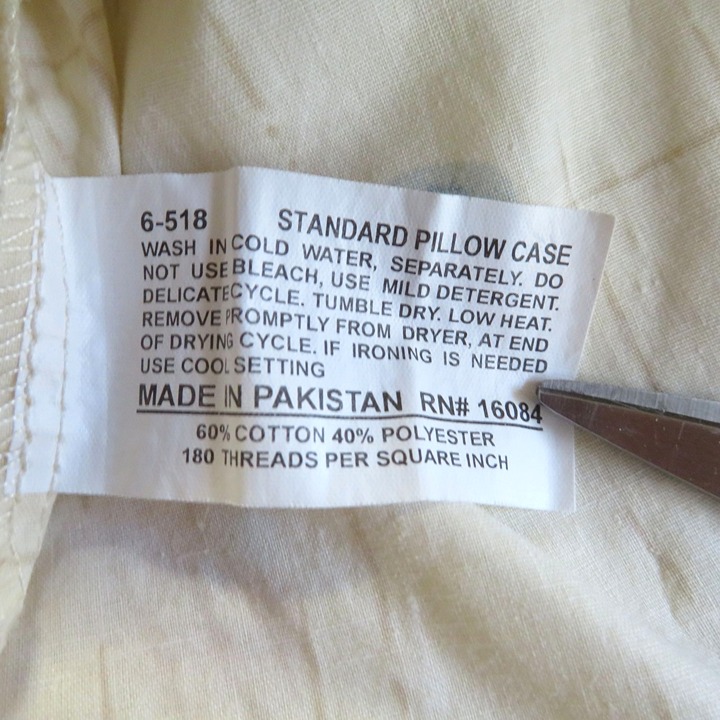 6-518 STANDARD PILLOW CASE
WASH IN COLD WATER, SEPARATELY. DO
NOT USE BLEACH, USE MILD DETERGENT.
DELICATE CYCLE. TUMBLE DRY. LOW HEAT.
REMOVE PROMPTLY FROM DRYER, AT END
OF DRYING CYCLE. IF IRONING IS NEEDED
USE COOL SETTING
MADE IN PAKISTAN RN# 16084
60% COTTON 40% POLYESTER
180 THREADS PER SQUARE INCH